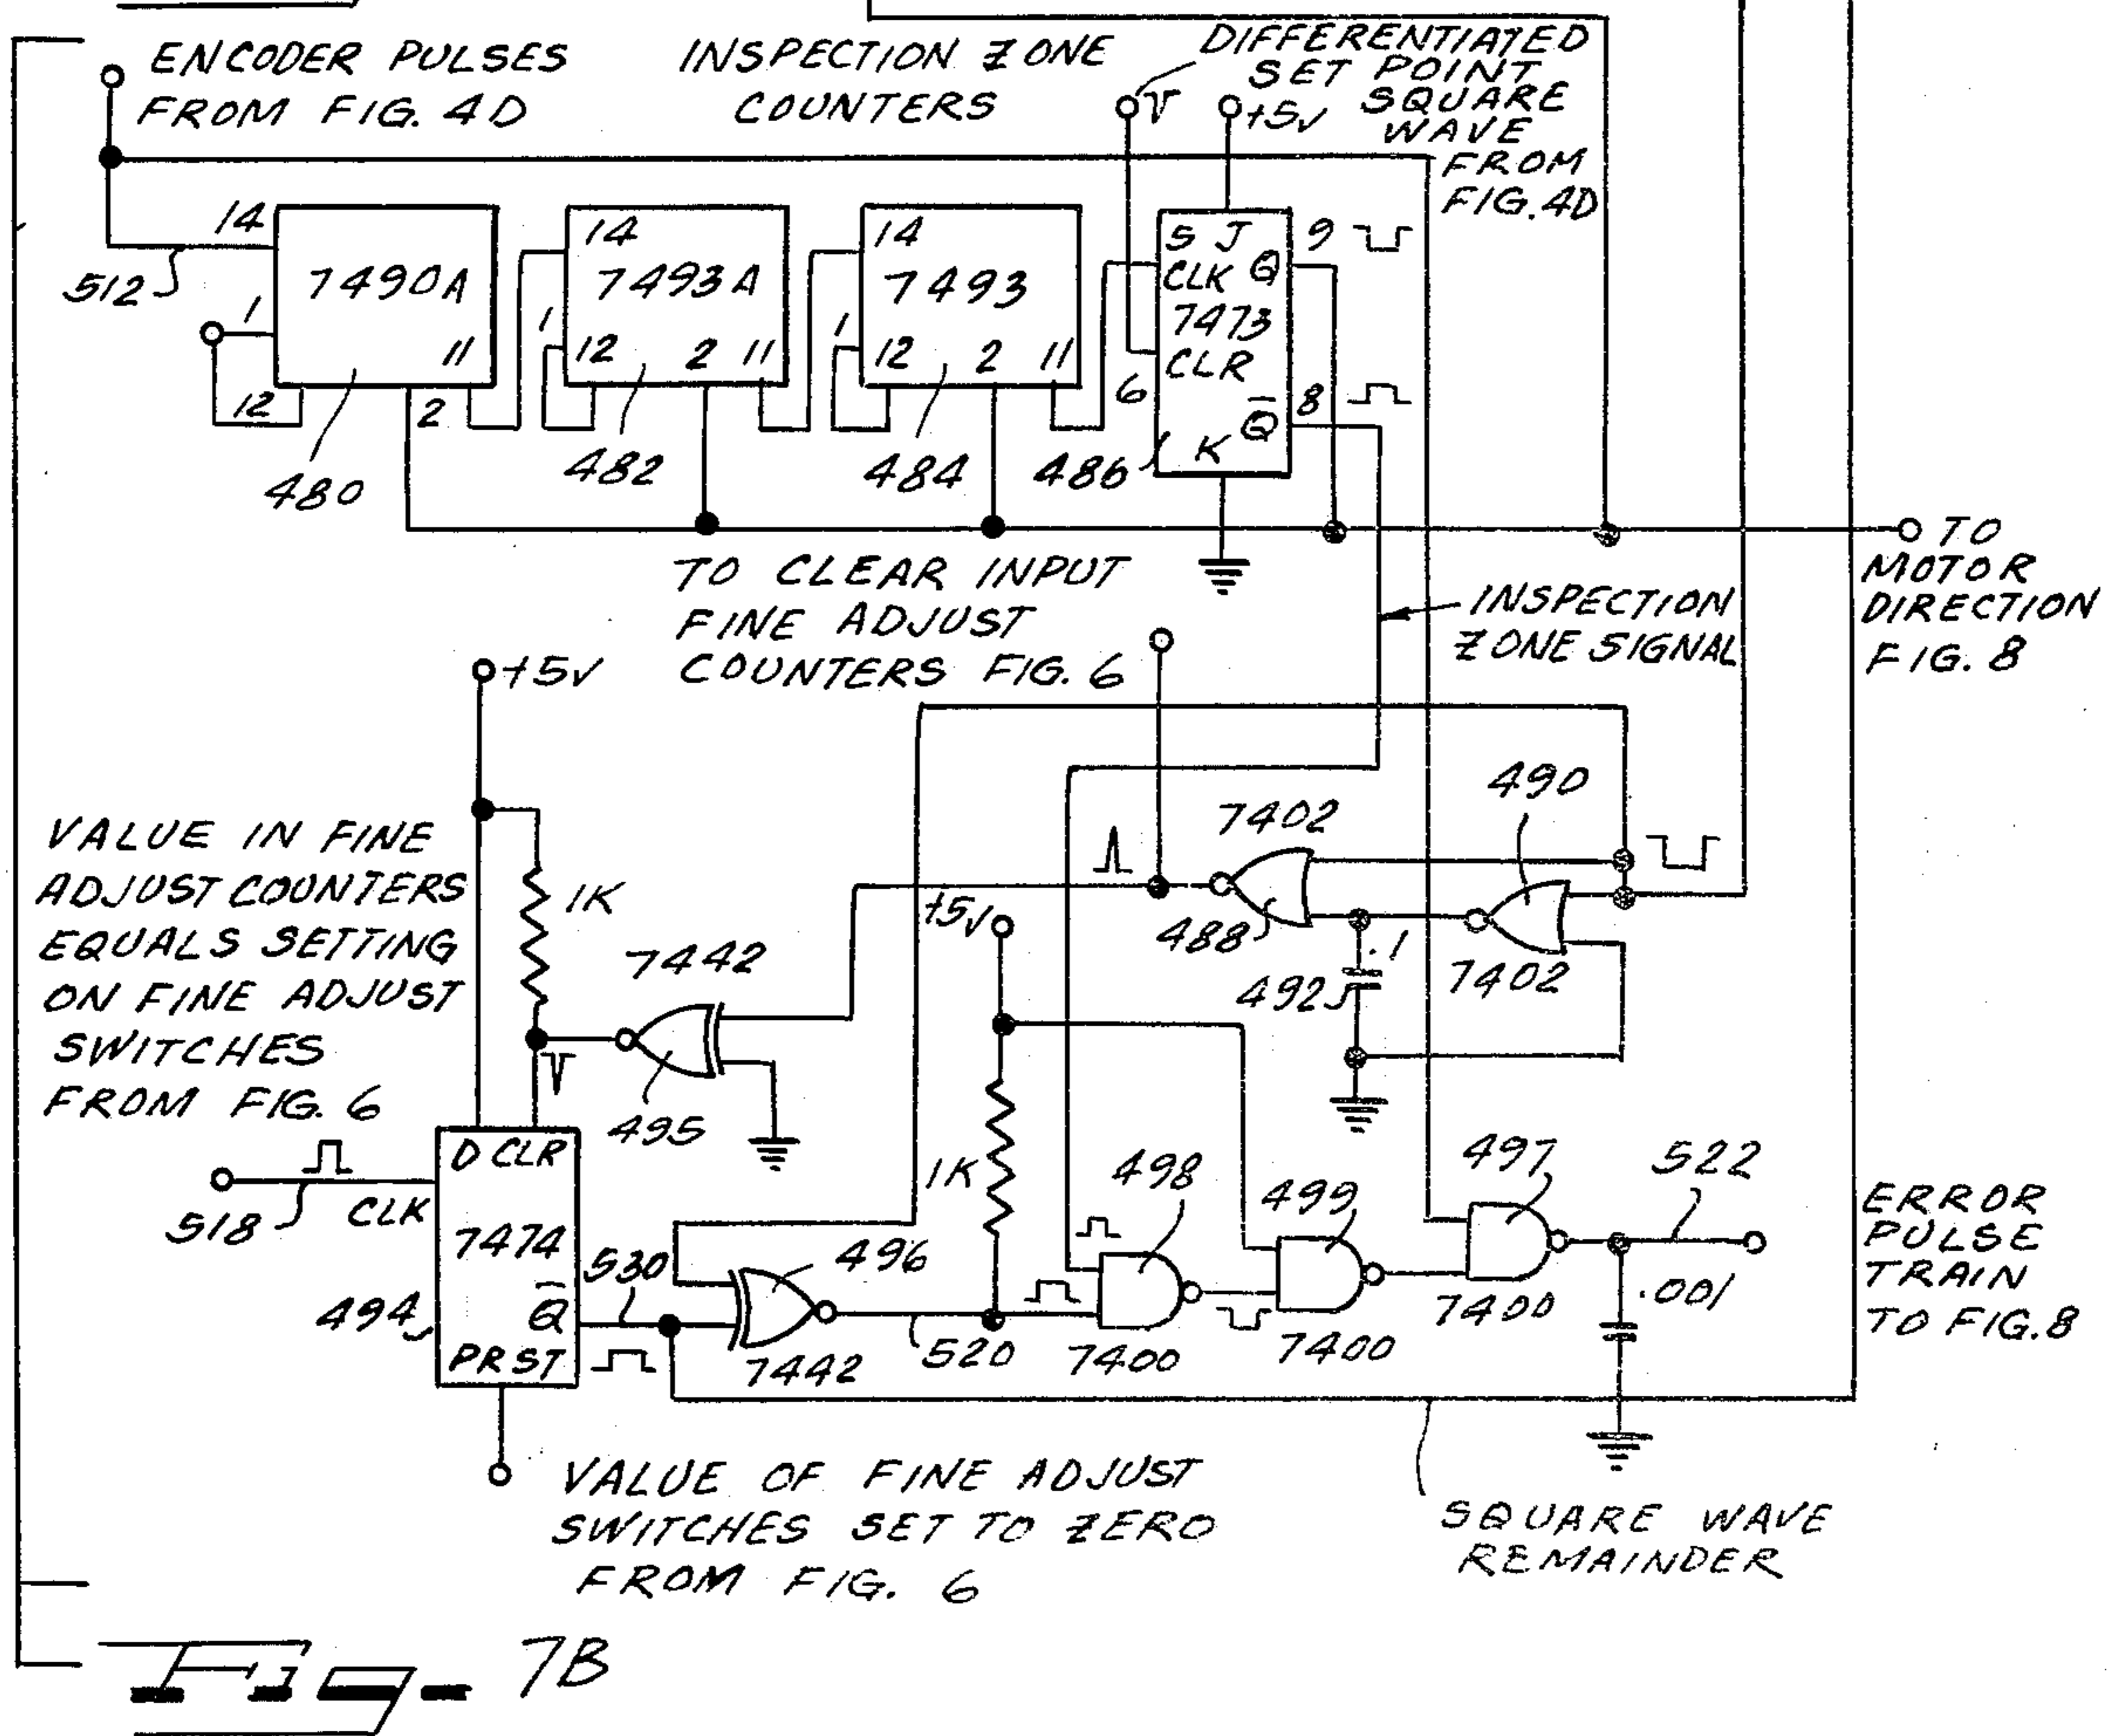 ENCODER PULSES
FROM FIG. 4D
INSPECTION ZONE
COUNTERS
DIFFERENTIATED
SET POINT
SQUARE
WAVE
FROM
FIG. 4D
+5V
14
7490A
1
11
12
2
512
480
14
7493A
1
12
2
11
482
14
7493
1
12
2
11
484
5 J
CLK Q
7473
CLR
Q
K
9
8
6
486
TO
MOTOR
DIRECTION
FIG. 8
TO CLEAR INPUT
FINE ADJUST
COUNTERS FIG. 6
INSPECTION
ZONE SIGNAL
+5V
1K
VALUE IN FINE
ADJUST COUNTERS
EQUALS SETTING
ON FINE ADJUST
SWITCHES
FROM FIG. 6
7442
495
7402
488
490
7402
.1
492
+5V
1K
518
CLK
D CLR
7474
Q
PRST
494
530
496
7442
520
498
7400
499
7400
497
7400
522
.001
ERROR
PULSE
TRAIN
TO FIG. 8
VALUE OF FINE ADJUST
SWITCHES SET TO ZERO
FROM FIG. 6
SQUARE WAVE
REMAINDER
Fig- 7B